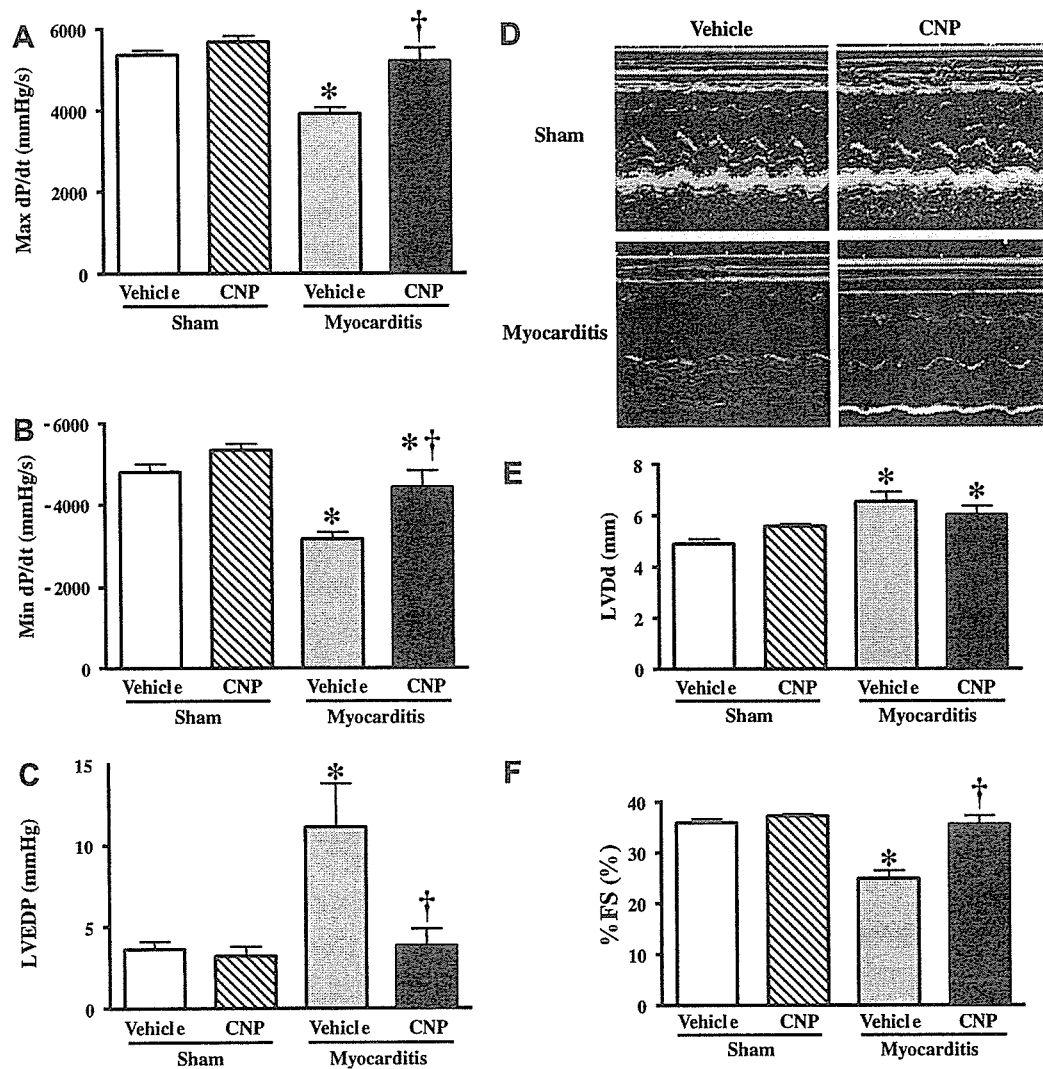 A
Max dP/dt (mmHg/s)
6000
4000
2000
0
*
†
Vehicle CNP Vehicle CNP
Sham Myocarditis
B
Min dP/dt (mmHg/s)
-6000
-4000
-2000
0
*
*†
Vehicle CNP Vehicle CNP
Sham Myocarditis
C
LVEDP (mmHg)
15
10
5
0
*
†
Vehicle CNP Vehicle CNP
Sham Myocarditis
D
Vehicle CNP
Sham
Myocarditis
E
LVDd (mm)
8
6
4
2
0
*
*
Vehicle CNP Vehicle CNP
Sham Myocarditis
F
% FS (%)
40
30
20
10
0
*
†
Vehicle CNP Vehicle CNP
Sham Myocarditis